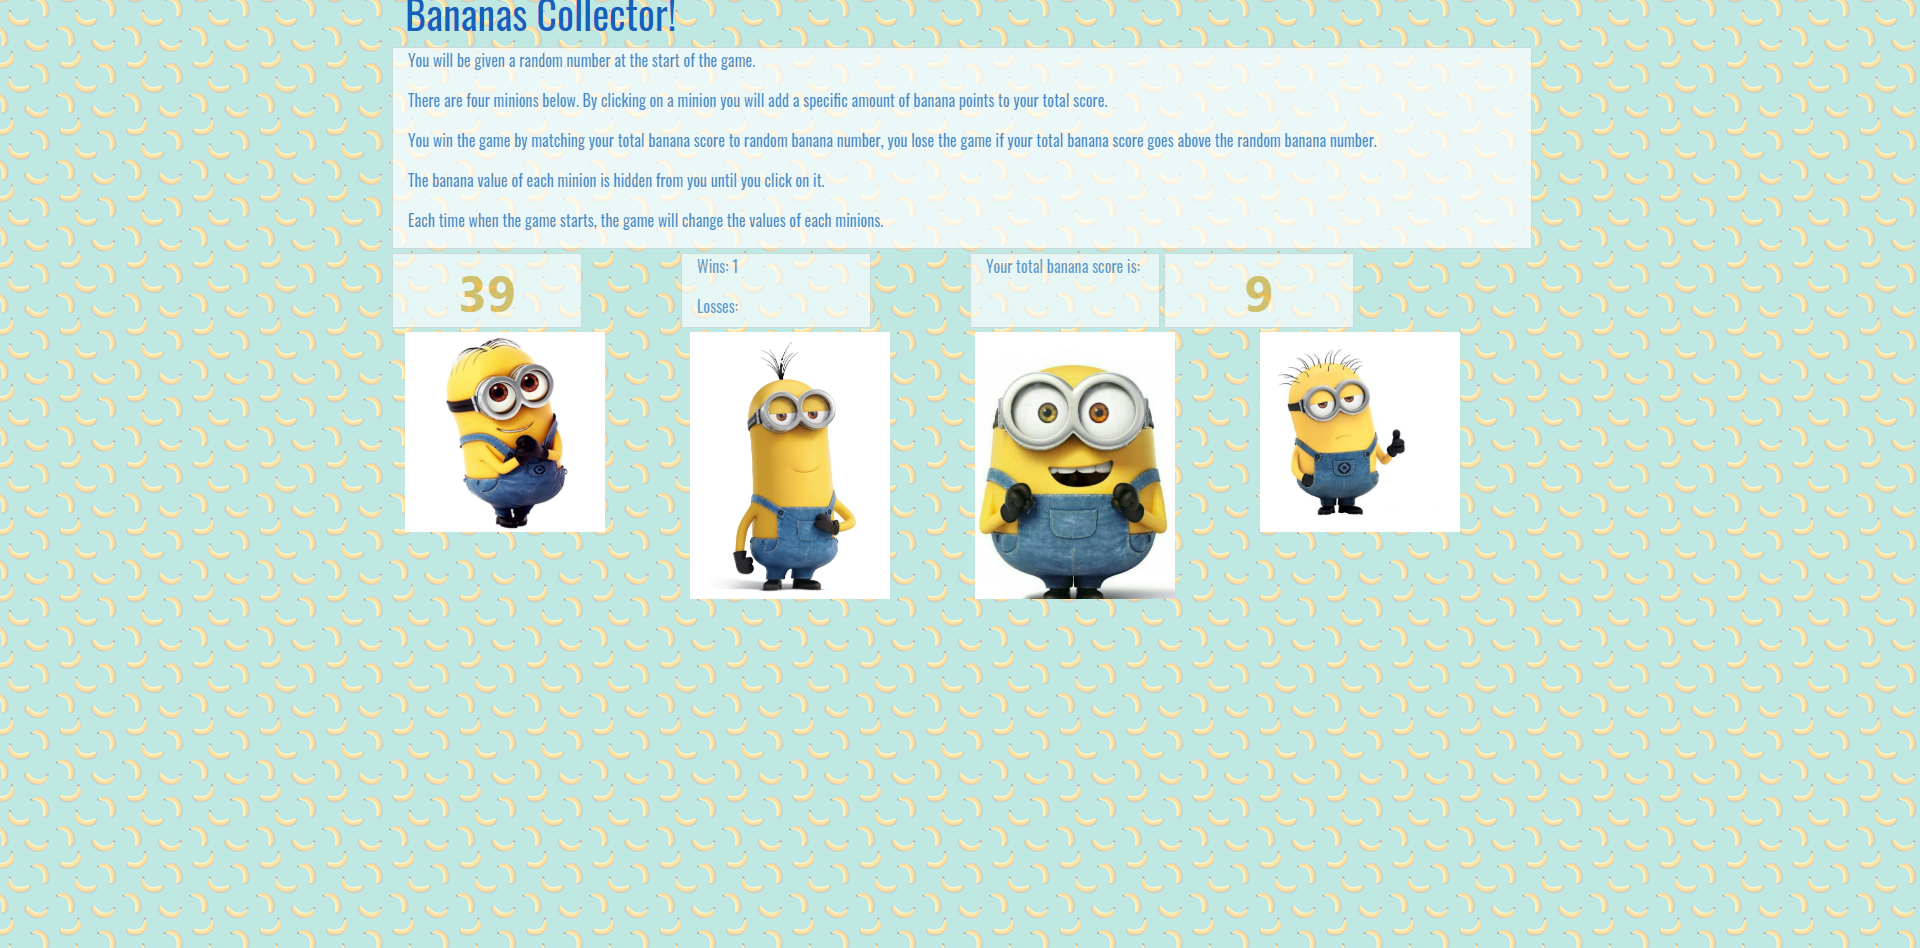 Bananas Collector!
You will be given a random number at the start of the game.
There are four minions below. By clicking on a minion you will add a specific amount of banana points to your total score.
You win the game by matching your total banana score to random banana number, you lose the game if your total banana score goes above the random banana number.
The banana value of each minion is hidden from you until you click on it.
Each time when the game starts, the game will change the values of each minions.
39
Wins: 1
Losses:
Your total banana score is:
9